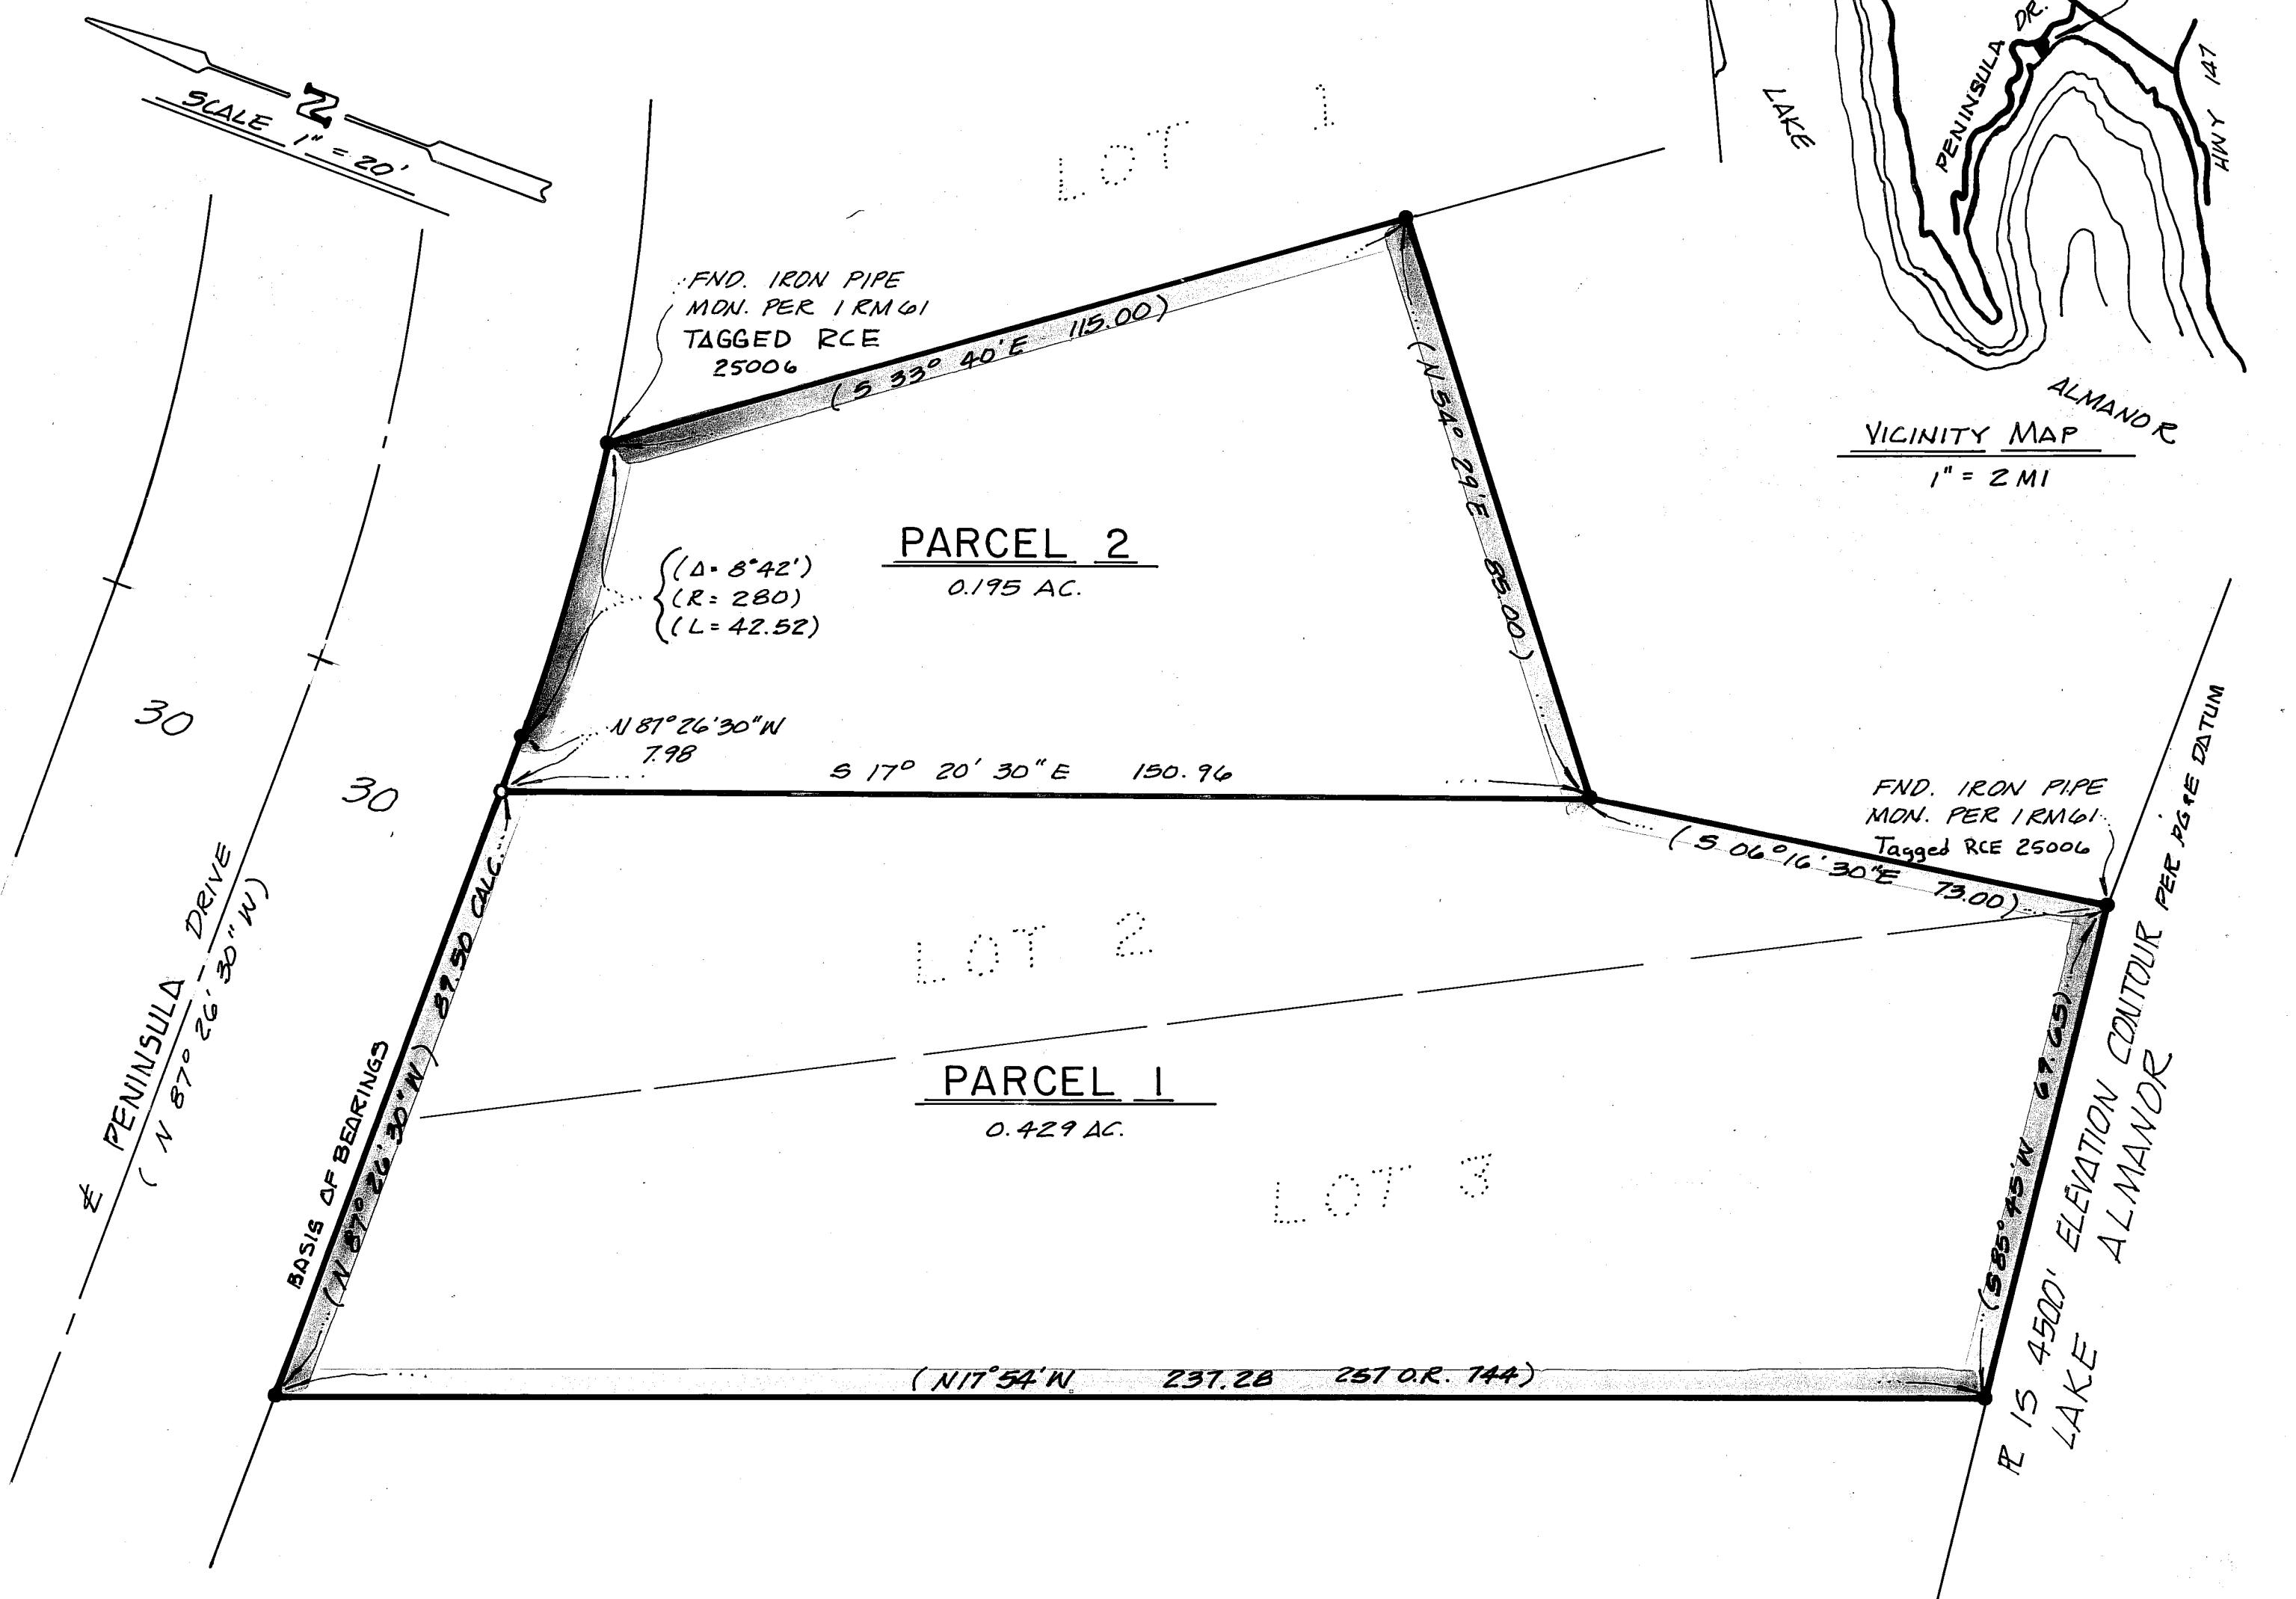 N
SCALE 1" = 20'
LOT 1
LAKE
PENINSULA DR.
HWY 147
ALMANOR
VICINITY MAP
1" = 2 MI
FND. IRON PIPE
MON. PER 1 RM 61
TAGGED RCE
25006
(S 33° 40' E 115.00)
(N 54° 29' E 85.00)
PARCEL 2
0.195 AC.
(Δ= 8°42')
(R= 280)
(L= 42.52)
30
30
N 87°26'30" W
7.98
S 17° 20' 30" E 150.96
FND. IRON PIPE
MON. PER 1 RM61
Tagged RCE 25006
(S 06°16'30"E 73.00)
℄ PENINSULA DRIVE
(N 87° 26' 30" W)
BASIS OF BEARINGS
(N 87° 26' 30" W) 89.50 CALC.
LOT 2
PARCEL 1
0.429 AC.
LOT 3
(S 85° 45' W 69.65)
(N17°54'W 237.28 257 O.R. 744)
PL IS 4500' ELEVATION CONTOUR PER PG&E DATUM
LAKE ALMANOR